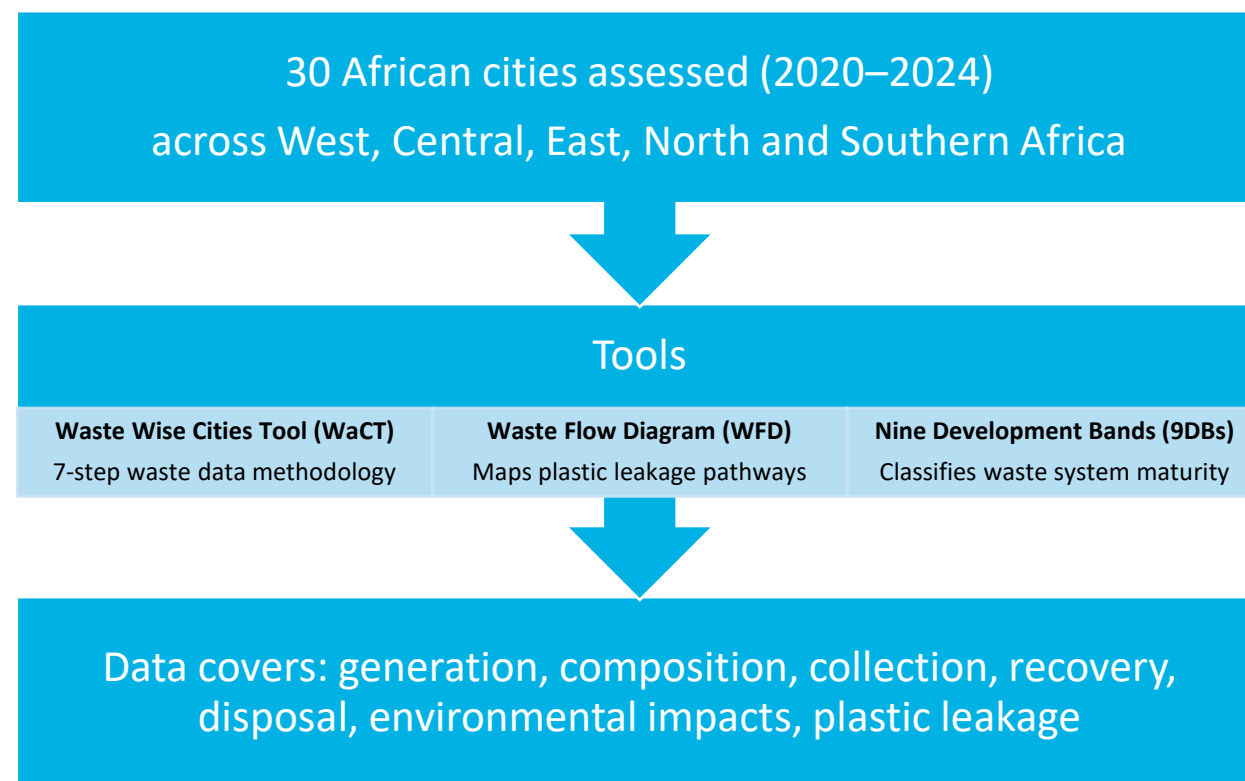 30 African cities assessed (2020–2024)
across West, Central, East, North and Southern Africa
Tools
Waste Wise Cities Tool (WaCT)
7-step waste data methodology
Waste Flow Diagram (WFD)
Maps plastic leakage pathways
Nine Development Bands (9DBs)
Classifies waste system maturity
Data covers: generation, composition, collection, recovery,
disposal, environmental impacts, plastic leakage